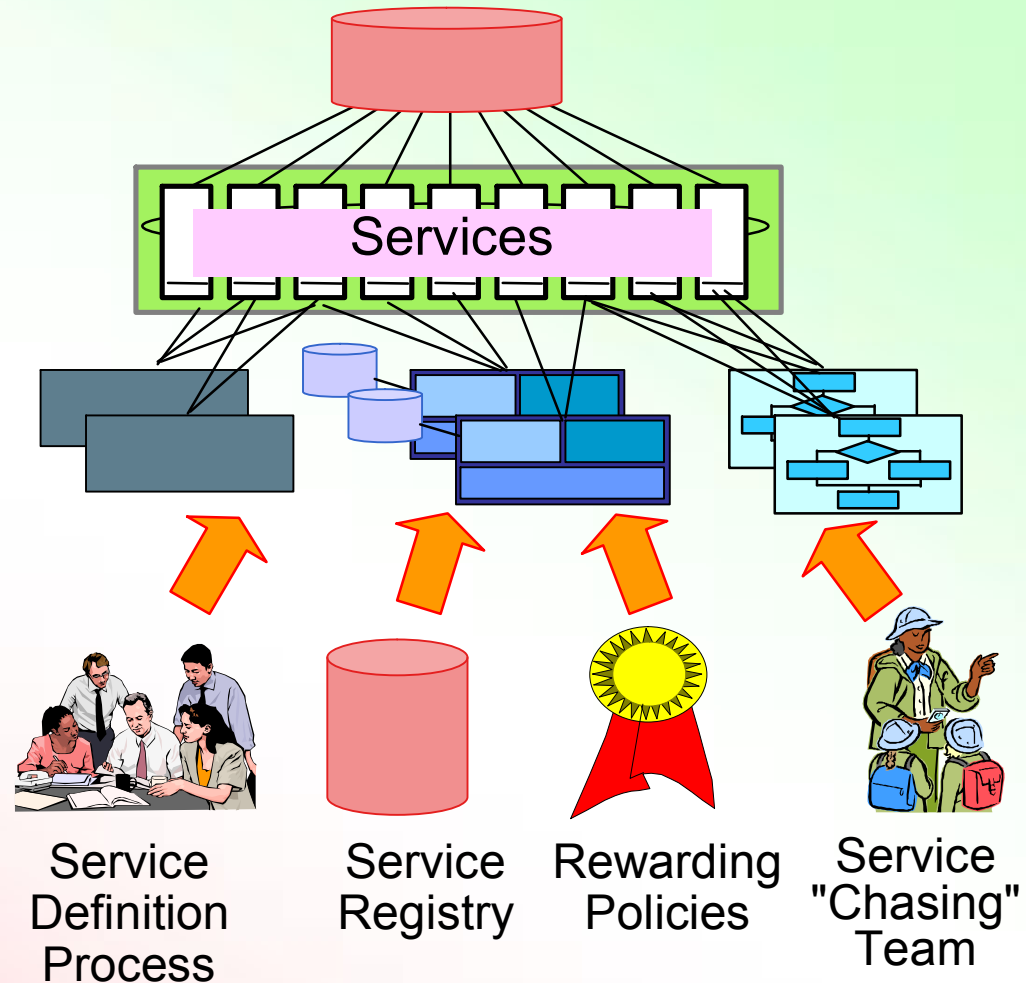 Services
Service
Definition
Process
Service
Registry
Rewarding
Policies
Service
"Chasing"
Team